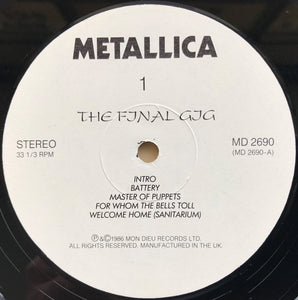 METALLICA
1
THE FINAL GIG
STEREO
33 1/3 RPM
MD 2690
(MD 2690-A)
INTRO
BATTERY
MASTER OF PUPPETS
FOR WHOM THE BELLS TOLL
WELCOME HOME (SANITARIUM)
℗&©1986 MON DIEU RECORDS LTD.
ALL RIGHTS RESERVED. MANUFACTURED IN THE UK.